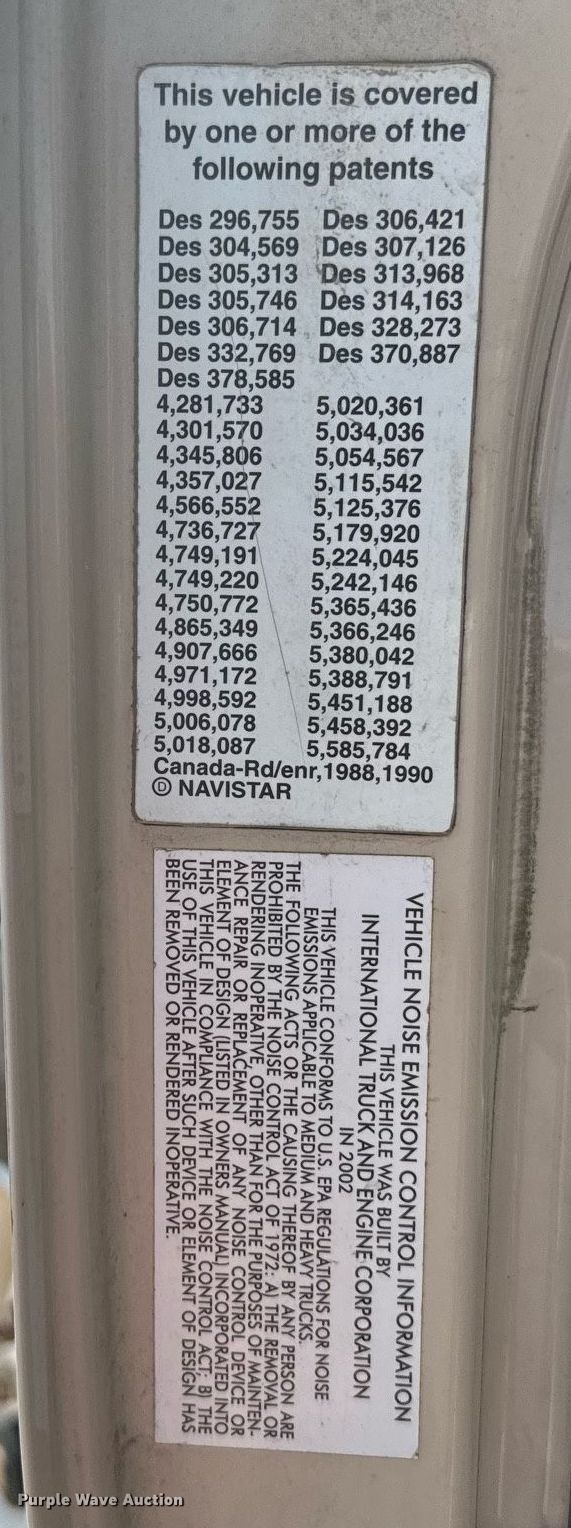 This vehicle is covered
by one or more of the
following patents
Des 296,755 Des 306,421
Des 304,569 Des 307,126
Des 305,313 Des 313,968
Des 305,746 Des 314,163
Des 306,714 Des 328,273
Des 332,769 Des 370,887
Des 378,585
4,281,733 5,020,361
4,301,570 5,034,036
4,345,806 5,054,567
4,357,027 5,115,542
4,566,552 5,125,376
4,736,727 5,179,920
4,749,191 5,224,045
4,749,220 5,242,146
4,750,772 5,365,436
4,865,349 5,366,246
4,907,666 5,380,042
4,971,172 5,388,791
4,998,592 5,451,188
5,006,078 5,458,392
5,018,087 5,585,784
Canada-Rd/enr,1988,1990
Ⓓ NAVISTAR
VEHICLE NOISE EMISSION CONTROL INFORMATION
THIS VEHICLE WAS BUILT BY
INTERNATIONAL TRUCK AND ENGINE CORPORATION
IN 2002
THIS VEHICLE CONFORMS TO U.S. EPA REGULATIONS FOR NOISE
EMISSIONS APPLICABLE TO MEDIUM AND HEAVY TRUCKS.
THE FOLLOWING ACTS OR THE CAUSING THEREOF BY ANY PERSON ARE
PROHIBITED BY THE NOISE CONTROL ACT OF 1972: A) THE REMOVAL OR
RENDERING INOPERATIVE, OTHER THAN FOR THE PURPOSES OF MAINTEN-
ANCE, REPAIR OR REPLACEMENT OF ANY NOISE CONTROL DEVICE OR
ELEMENT OF DESIGN (LISTED IN OWNERS MANUAL) INCORPORATED INTO
THIS VEHICLE IN COMPLIANCE WITH THE NOISE CONTROL ACT; B) THE
USE OF THIS VEHICLE AFTER SUCH DEVICE OR ELEMENT OF DESIGN HAS
BEEN REMOVED OR RENDERED INOPERATIVE.
Purple Wave Auction